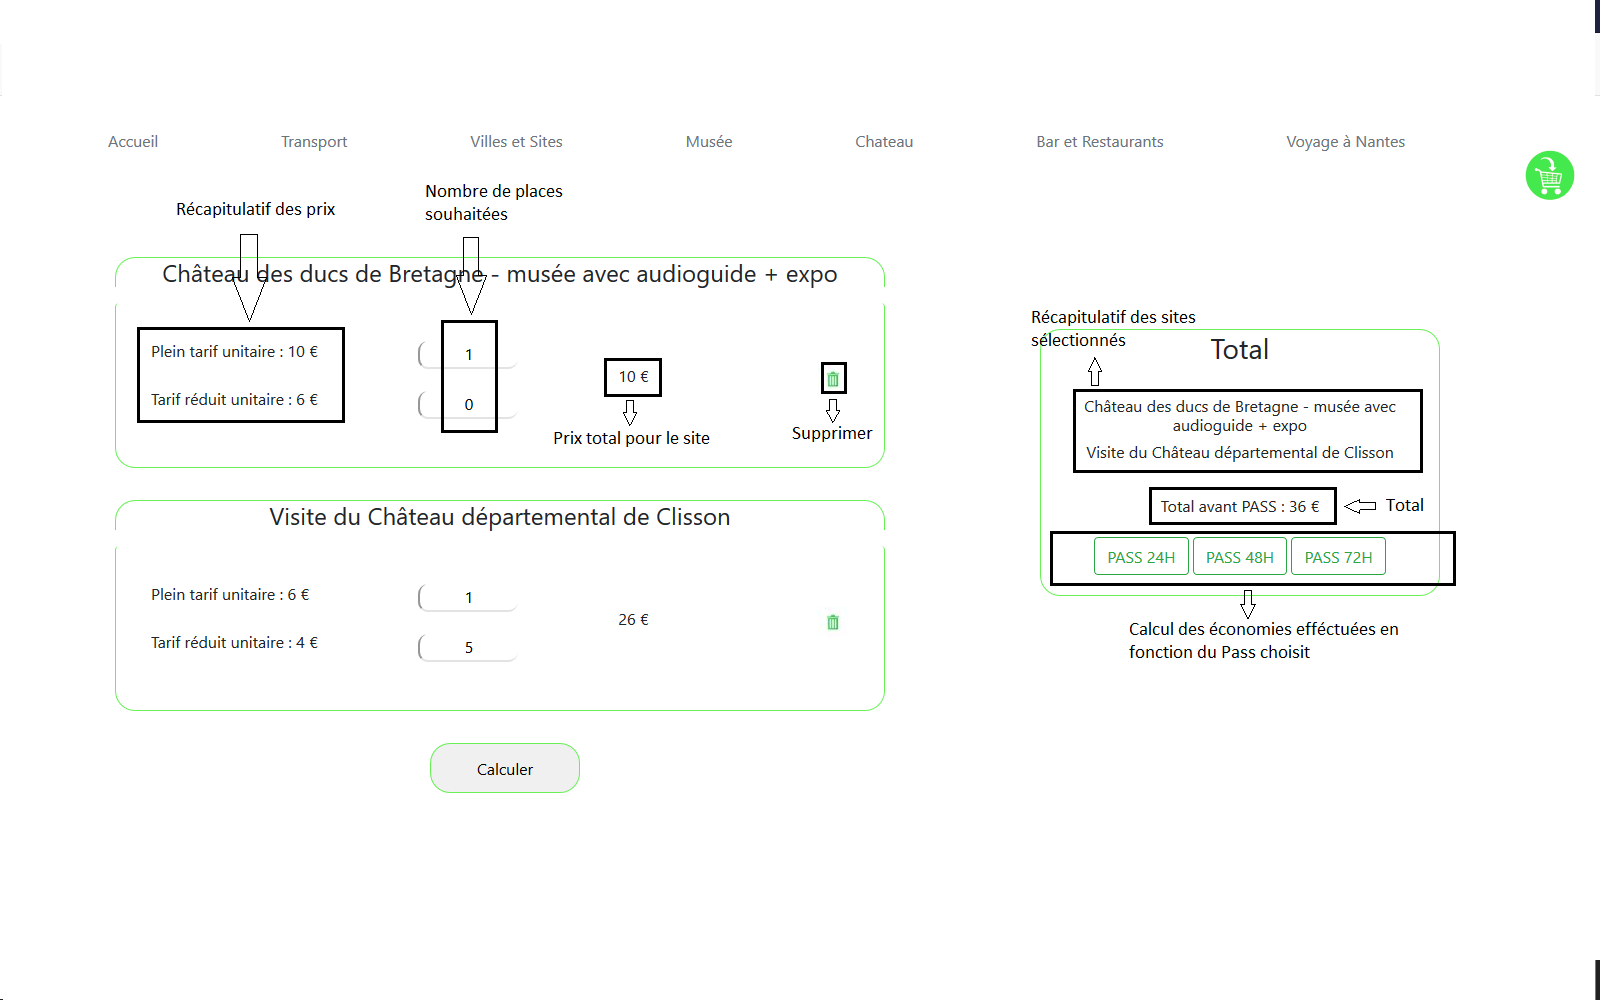 Accueil
Transport
Villes et Sites
Musée
Chateau
Bar et Restaurants
Voyage à Nantes
Récapitulatif des prix
Nombre de places
souhaitées
Château des ducs de Bretagne - musée avec audioguide + expo
Plein tarif unitaire : 10 €
1
10 €
Tarif réduit unitaire : 6 €
0
Prix total pour le site
Supprimer
Visite du Château départemental de Clisson
Plein tarif unitaire : 6 €
1
26 €
Tarif réduit unitaire : 4 €
5
Calculer
Récapitulatif des sites
sélectionnés
Total
Château des ducs de Bretagne - musée avec
audioguide + expo
Visite du Château départemental de Clisson
Total avant PASS : 36 €
Total
PASS 24H
PASS 48H
PASS 72H
Calcul des économies efféctuées en
fonction du Pass choisit